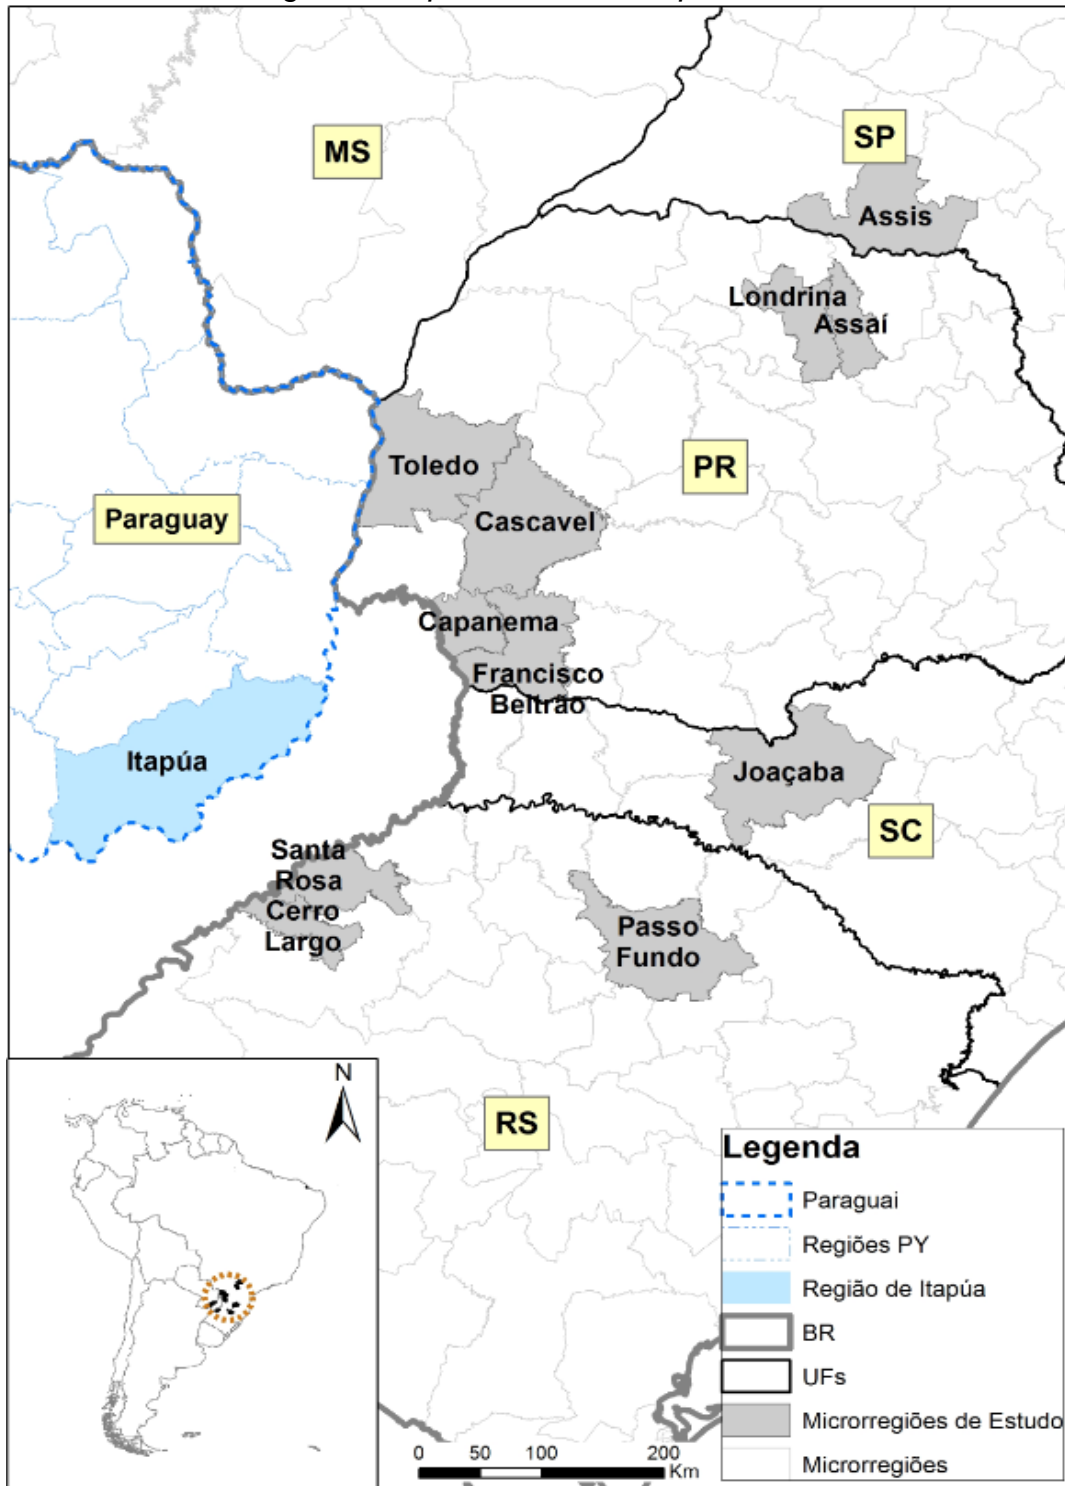 MS
SP
Assis
Londrina
Assaí
Toledo
PR
Cascavel
Paraguay
Capanema
Francisco
Beltrão
Itapúa
Joaçaba
SC
Santa
Rosa
Cerro
Largo
Passo
Fundo
N
RS
Legenda
Paraguai
Regiões PY
Região de Itapúa
BR
UFs
Microrregiões de Estudo
Microrregiões
0 50 100 200
Km